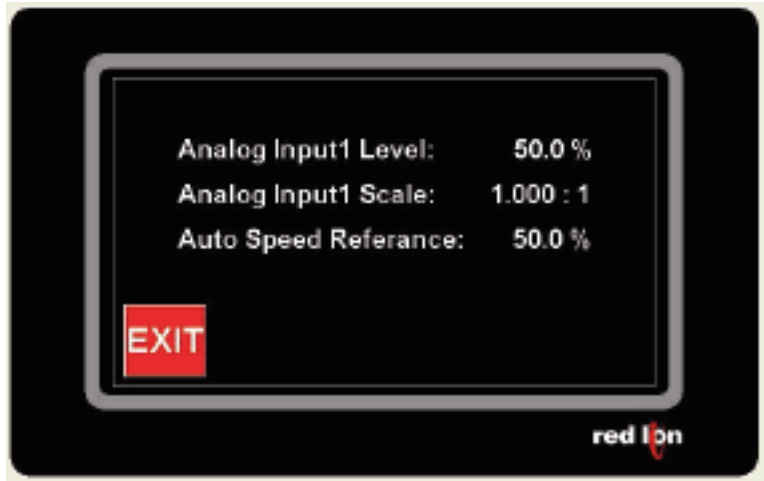 Analog Input1 Level: 50.0 %
Analog Input1 Scale: 1.000 : 1
Auto Speed Referance: 50.0 %
EXIT
red lion